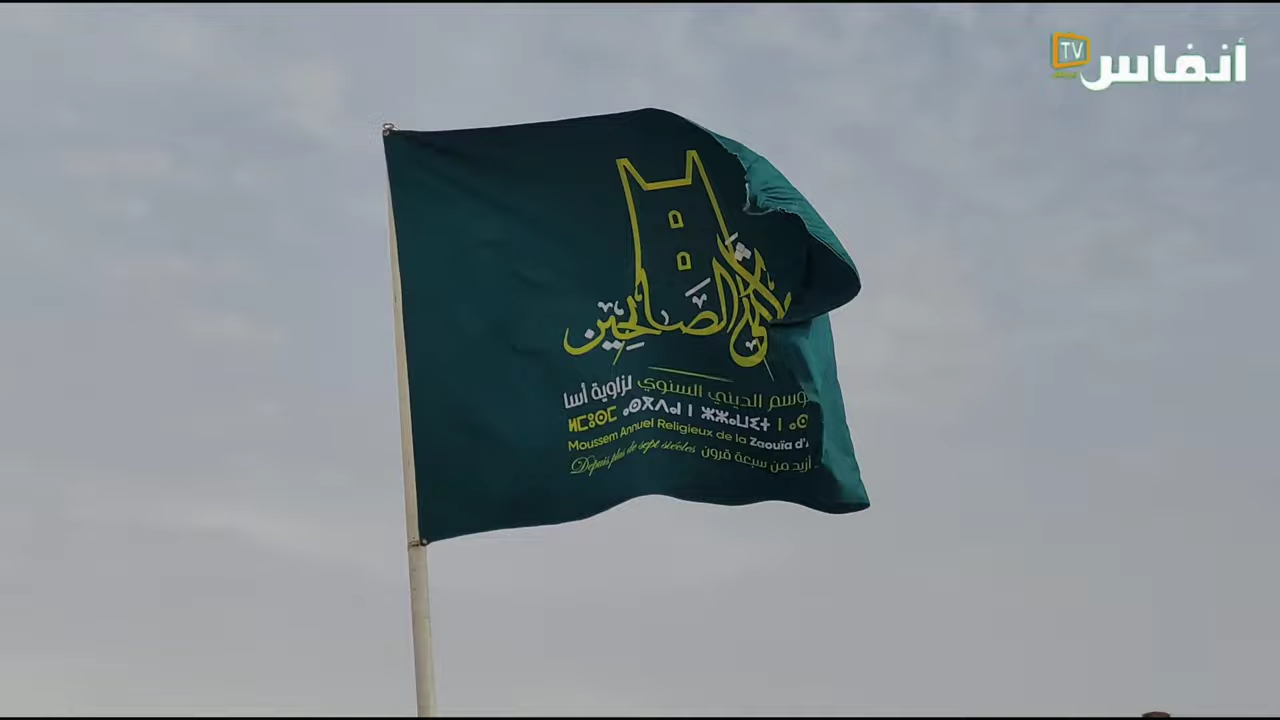 أنفاس
TV
ملتقى الصالحين
وسم الديني السنوي لزاوية أسا
Moussem Annuel Religieux de la Zaouïa d'
Depuis plus de sept siècles أزيد من سبعة قرون